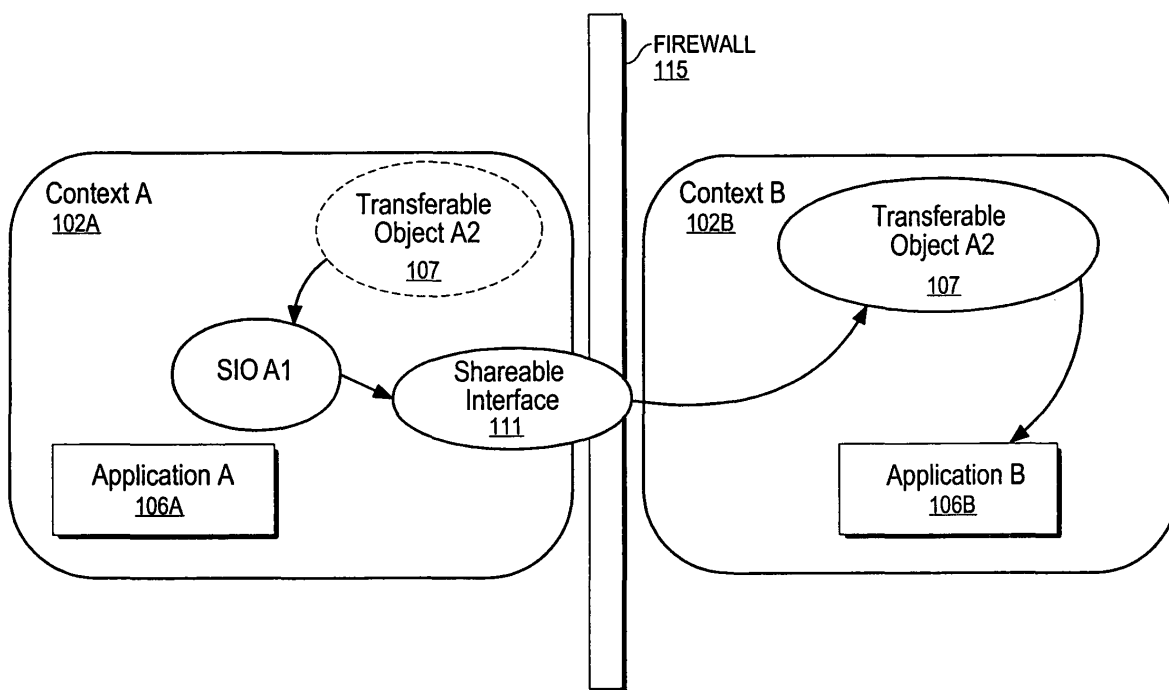 FIREWALL
115
Context A
102A
Transferable
Object A2
107
SIO A1
Shareable
Interface
111
Application A
106A
Context B
102B
Transferable
Object A2
107
Application B
106B